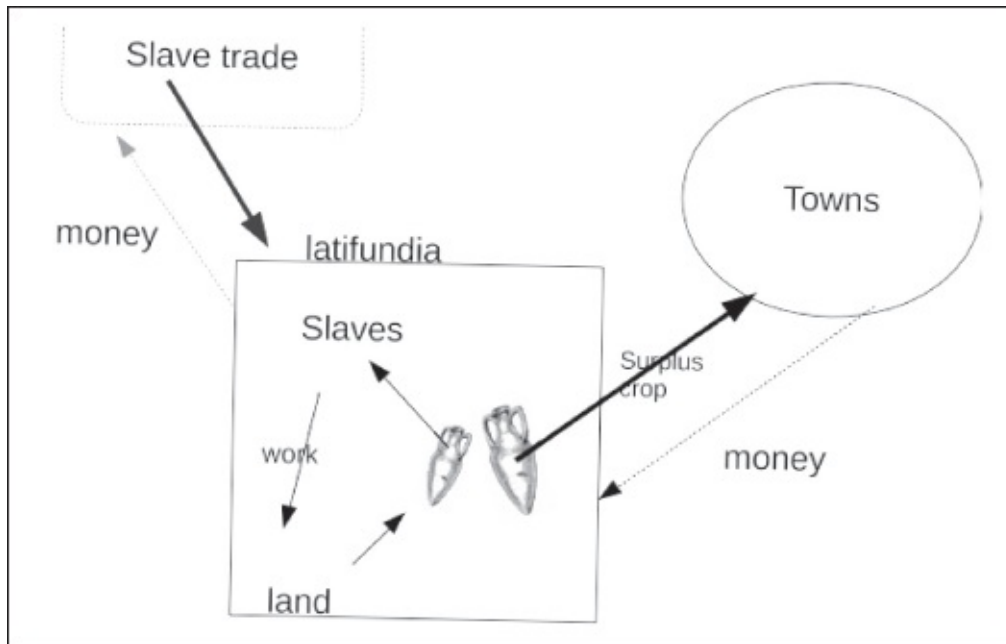 Slave trade
Towns
money
latifundia
Slaves
Surplus
crop
work
money
land